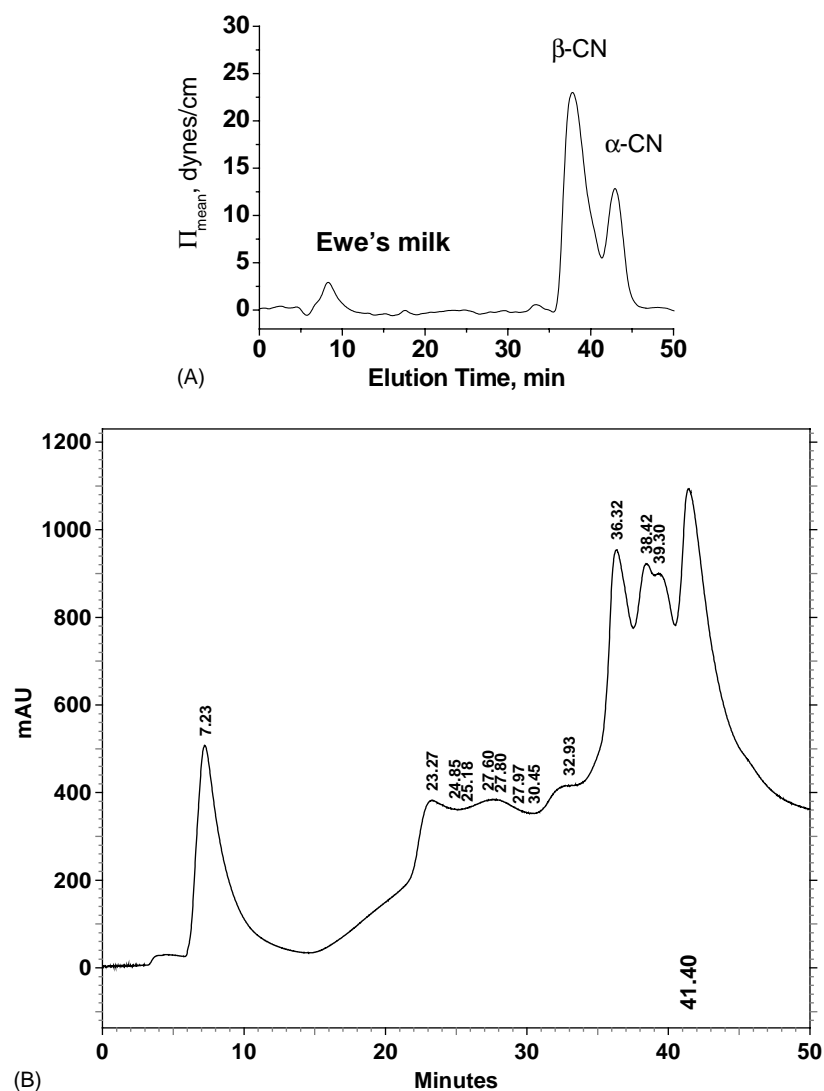 30
25
20
15
10
5
0
Πmean, dynes/cm
β-CN
α-CN
Ewe's milk
0 10 20 30 40 50
Elution Time, min
(A)
1200
1000
800
600
400
200
0
mAU
7.23
23.27
24.85
25.18
27.60
27.80
27.97
30.45
32.93
36.32
38.42
39.30
41.40
0 10 20 30 40 50
Minutes
(B)